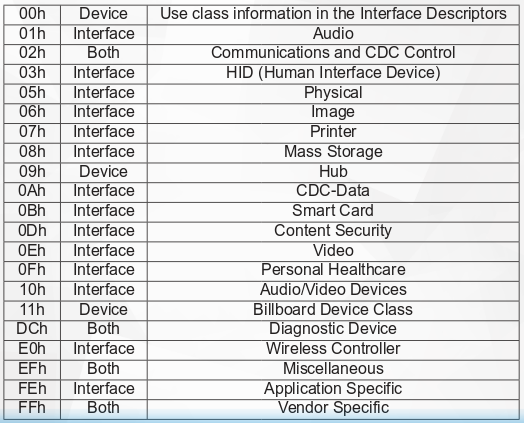 00h Device Use class information in the Interface Descriptors
01h Interface Audio
02h Both Communications and CDC Control
03h Interface HID (Human Interface Device)
05h Interface Physical
06h Interface Image
07h Interface Printer
08h Interface Mass Storage
09h Device Hub
0Ah Interface CDC-Data
0Bh Interface Smart Card
0Dh Interface Content Security
0Eh Interface Video
0Fh Interface Personal Healthcare
10h Interface Audio/Video Devices
11h Device Billboard Device Class
DCh Both Diagnostic Device
E0h Interface Wireless Controller
EFh Both Miscellaneous
FEh Interface Application Specific
FFh Both Vendor Specific